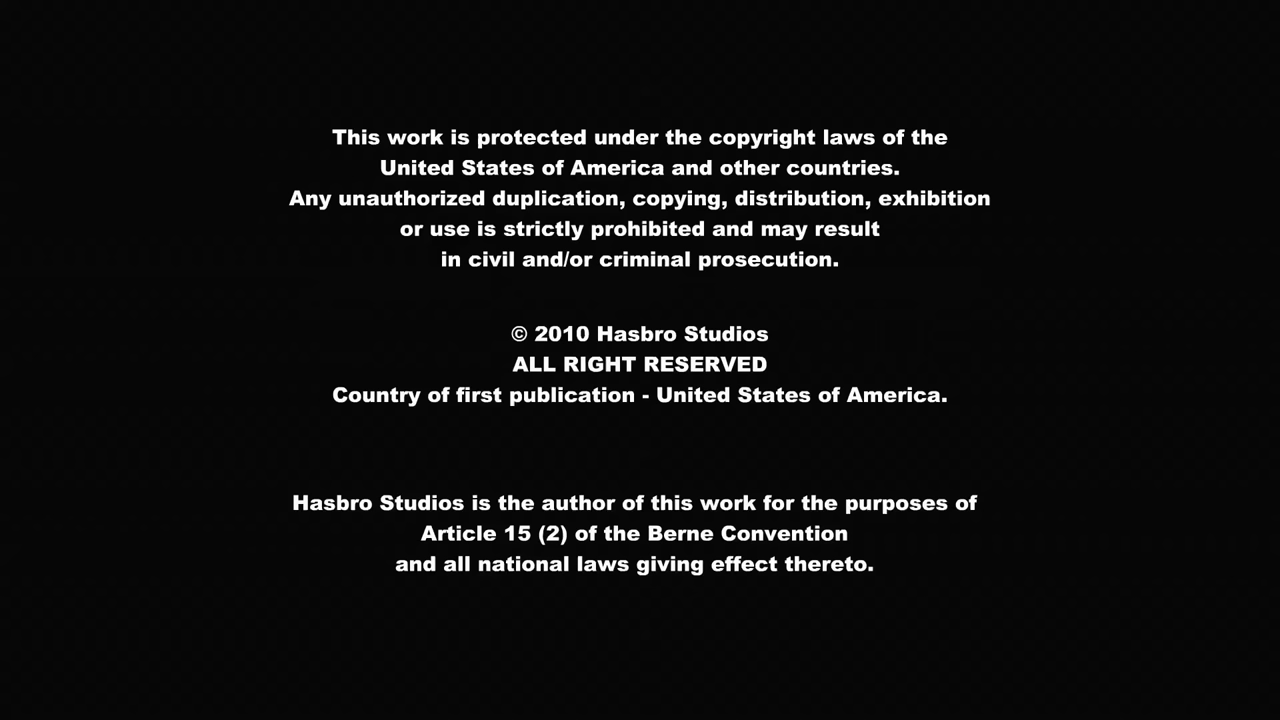 This work is protected under the copyright laws of the
United States of America and other countries.
Any unauthorized duplication, copying, distribution, exhibition
or use is strictly prohibited and may result
in civil and/or criminal prosecution.
© 2010 Hasbro Studios
ALL RIGHT RESERVED
Country of first publication - United States of America.
Hasbro Studios is the author of this work for the purposes of
Article 15 (2) of the Berne Convention
and all national laws giving effect thereto.